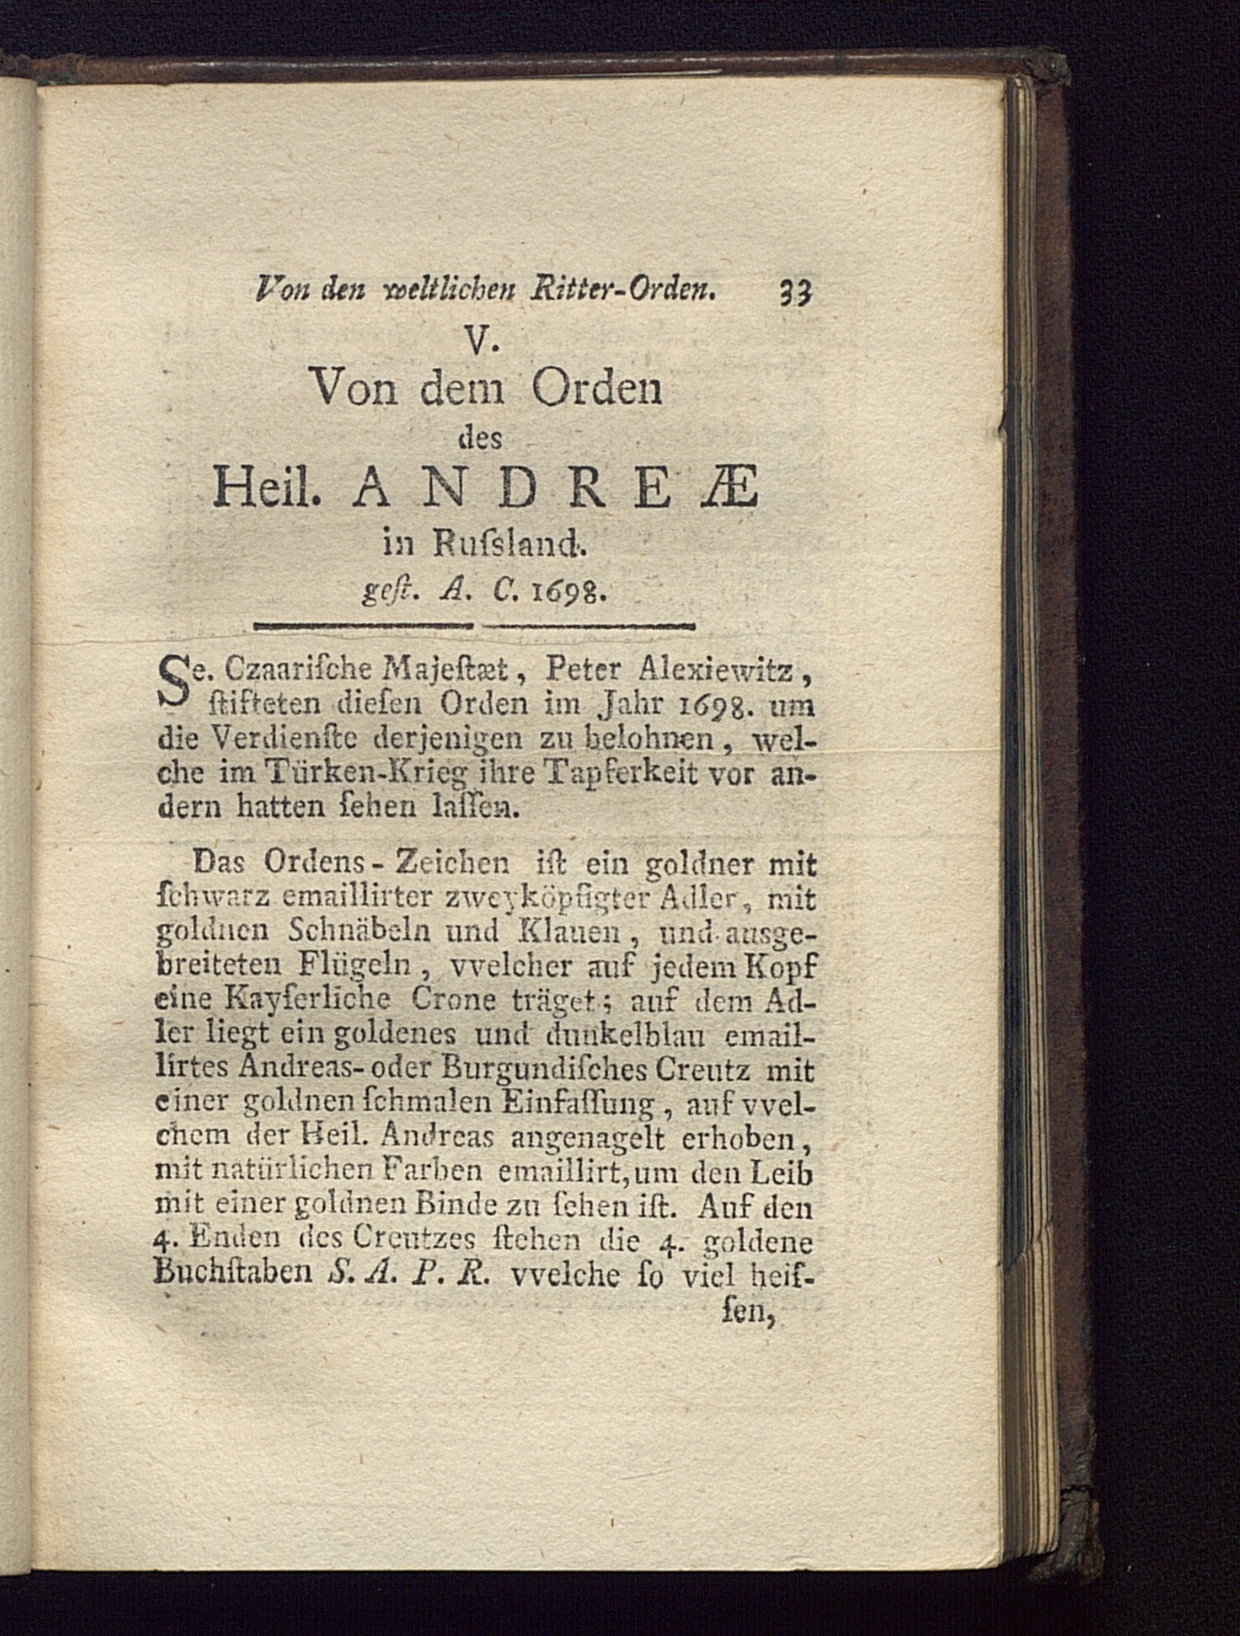 Von den weltlichen Ritter-Orden. 33
V.
Von dem Orden
des
Heil. ANDREÆ
in Ruſsland.
geſt. A. C. 1698.
Se. Czaariſche Majeſtæt, Peter Alexiewitz,
ſtifteten dieſen Orden im Jahr 1698. um
die Verdienſte derjenigen zu belohnen, wel-
che im Türken-Krieg ihre Tapferkeit vor an-
dern hatten ſehen laſſen.
Das Ordens-Zeichen iſt ein goldner mit
ſchwarz emaillirter zweyköpfigter Adler, mit
goldnen Schnäbeln und Klauen, und ausge-
breiteten Flügeln, vvelcher auf jedem Kopf
eine Kayſerliche Crone träget; auf dem Ad-
ler liegt ein goldenes und dunkelblau email-
lirtes Andreas- oder Burgundiſches Creutz mit
einer goldnen ſchmalen Einfaſſung, auf vvel-
chem der Heil. Andreas angenagelt erhoben,
mit natürlichen Farben emaillirt, um den Leib
mit einer goldnen Binde zu ſehen iſt. Auf den
4. Enden des Creutzes ſtehen die 4. goldene
Buchſtaben S. A. P. R. vvelche ſo viel heiſ-
ſen,